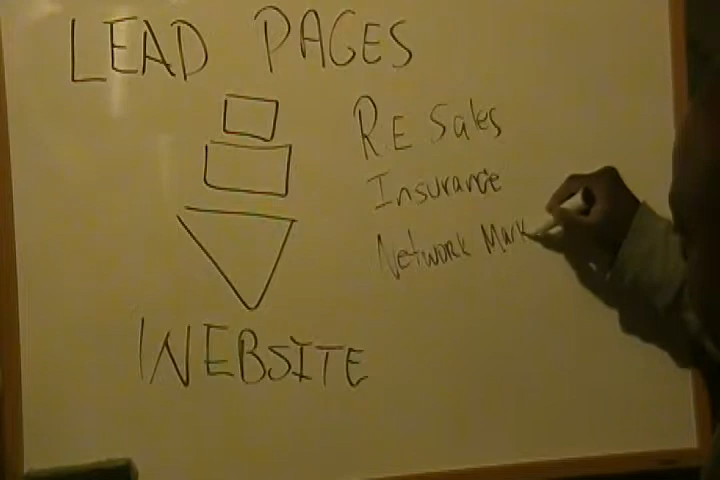 LEAD PAGES
R.E Sales
Insurance
Network Mark
WEBSITE